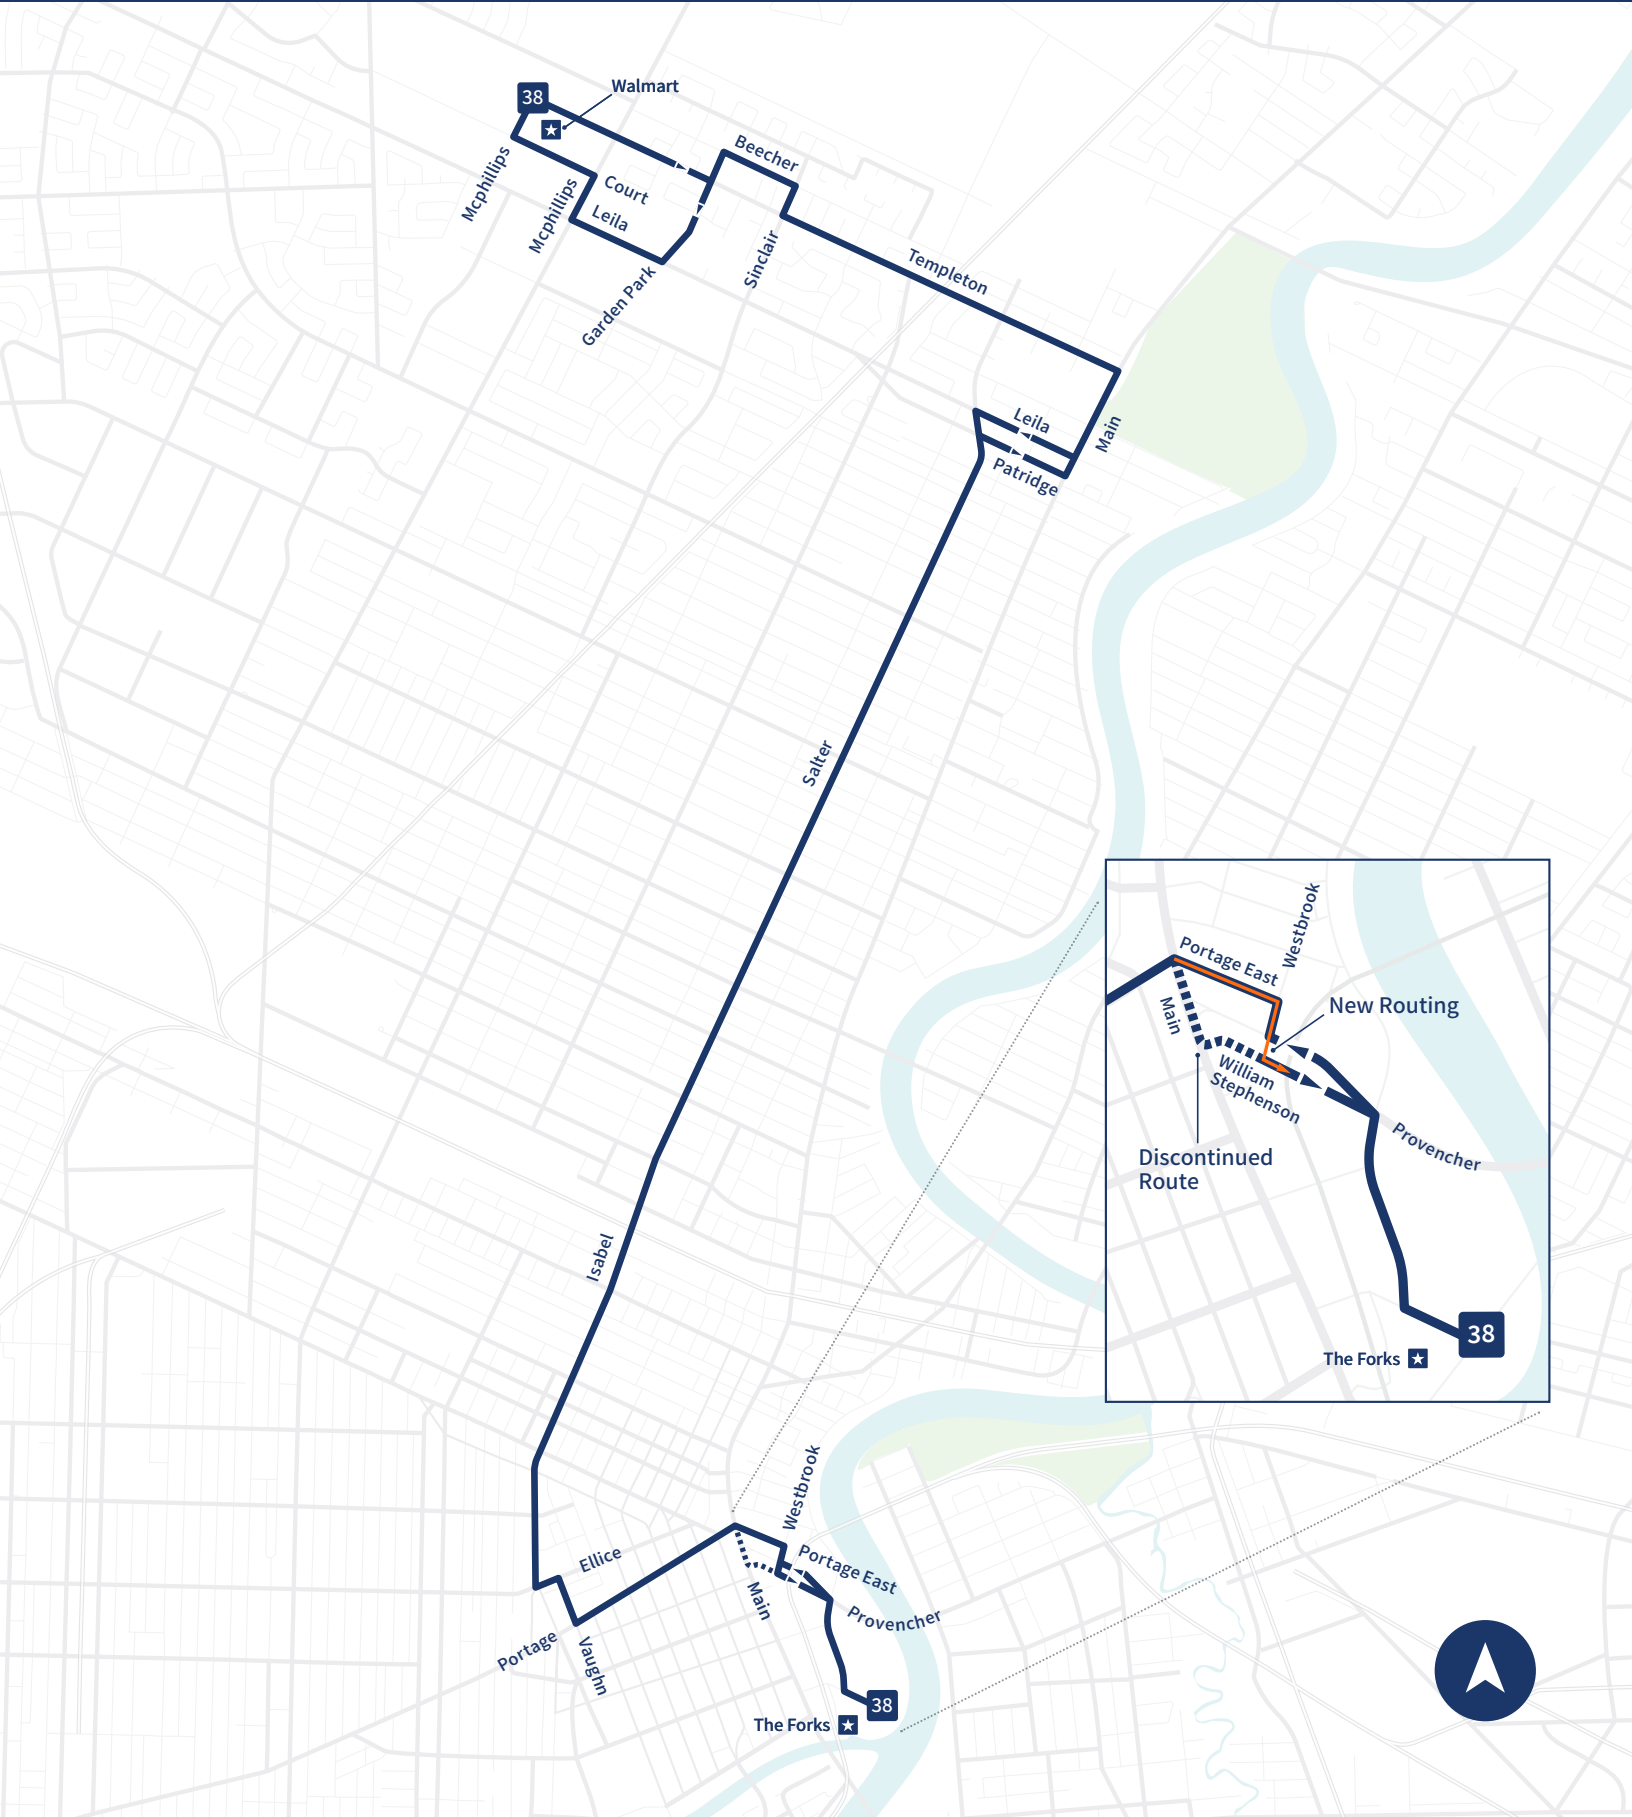 38
Walmart
Beecher
Mcphillips
Mcphillips
Court
Leila
Sinclair
Garden Park
Templeton
Leila
Main
Patridge
Salter
Isabel
Westbrook
Portage East
Main
New Routing
William
Stephenson
Provencher
Discontinued
Route
38
The Forks
Westbrook
Ellice
Portage East
Main
Provencher
Portage
Vaughn
38
The Forks